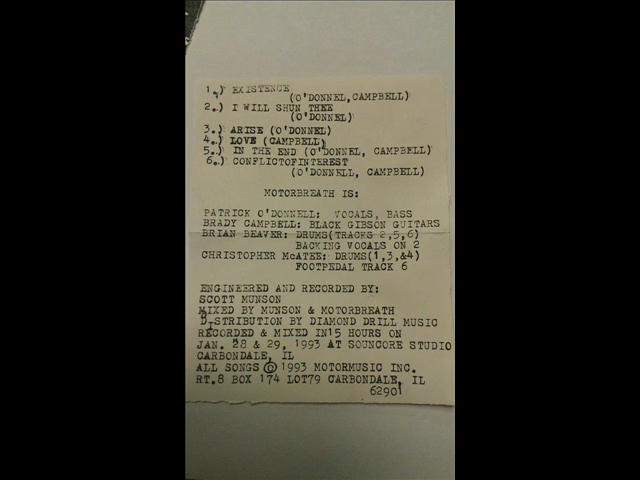 1.) EXISTENCE
(O'DONNEL, CAMPBELL)
2.) I WILL SHUN THEE
(O'DONNEL)
3.) ARISE (O'DONNEL)
4.) LOVE (CAMPBELL)
5.) IN THE END (O'DONNEL, CAMPBELL)
6.) CONFLICTOFINTEREST
(O'DONNELL, CAMPBELL)
MOTORBREATH IS:
PATRICK O'DONNELL: VOCALS, BASS
BRADY CAMPBELL: BLACK GIBSON GUITARS
BRIAN BEAVER: DRUMS(TRACKS 2,5,6)
BACKING VOCALS ON 2
CHRISTOPHER McATEE: DRUMS(1,3,&4)
FOOTPEDAL TRACK 6
ENGINEERED AND RECORDED BY:
SCOTT MUNSON
MIXED BY MUNSON & MOTORBREATH
DISTRIBUTION BY DIAMOND DRILL MUSIC
RECORDED & MIXED IN15 HOURS ON
JAN. 28 & 29, 1993 AT SOUNCORE STUDIO
CARBONDALE, IL
ALL SONGS © 1993 MOTORMUSIC INC.
RT.8 BOX 174 LOT79 CARBONDALE, IL
62901